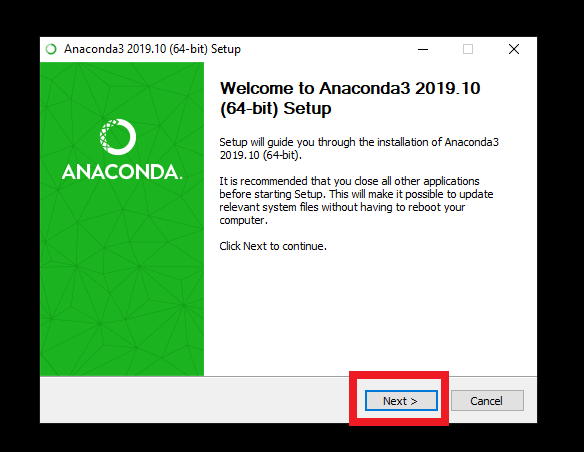 Anaconda3 2019.10 (64-bit) Setup
ANACONDA.
Welcome to Anaconda3 2019.10
(64-bit) Setup
Setup will guide you through the installation of Anaconda3
2019.10 (64-bit).
It is recommended that you close all other applications
before starting Setup. This will make it possible to update
relevant system files without having to reboot your
computer.
Click Next to continue.
Next >
Cancel